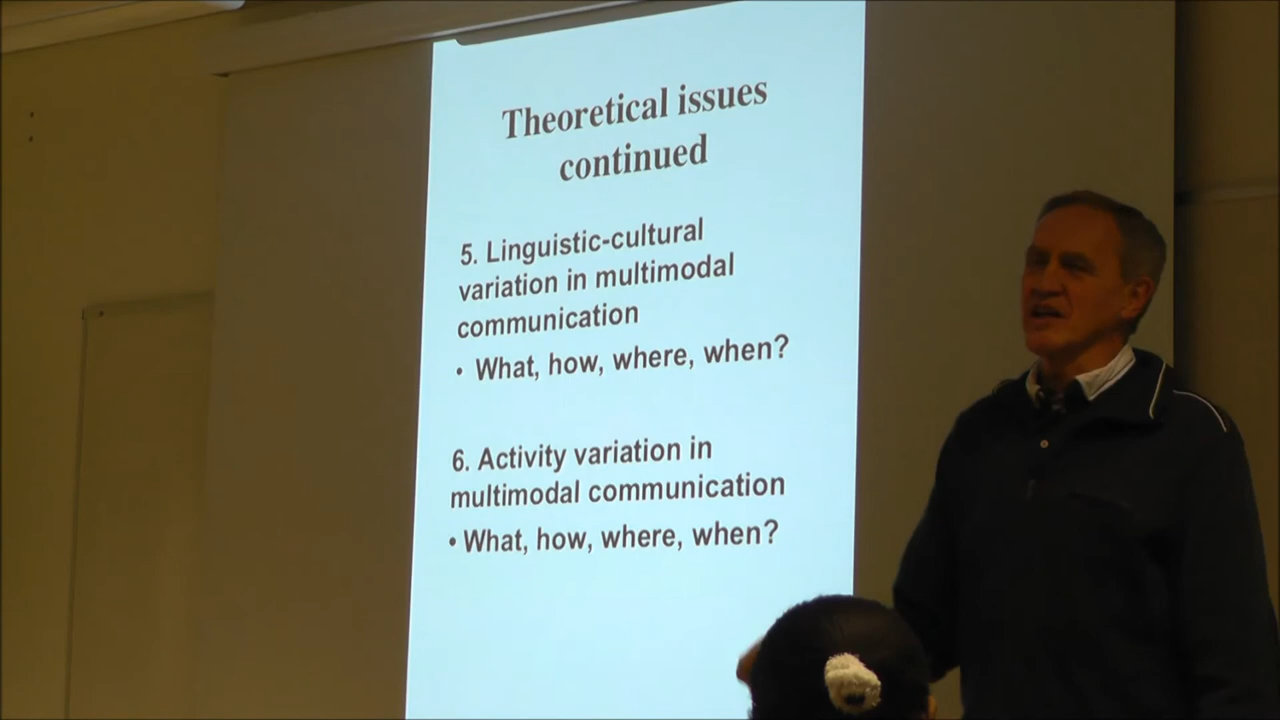 Theoretical issues
continued
5. Linguistic-cultural
variation in multimodal
communication
• What, how, where, when?
6. Activity variation in
multimodal communication
• What, how, where, when?